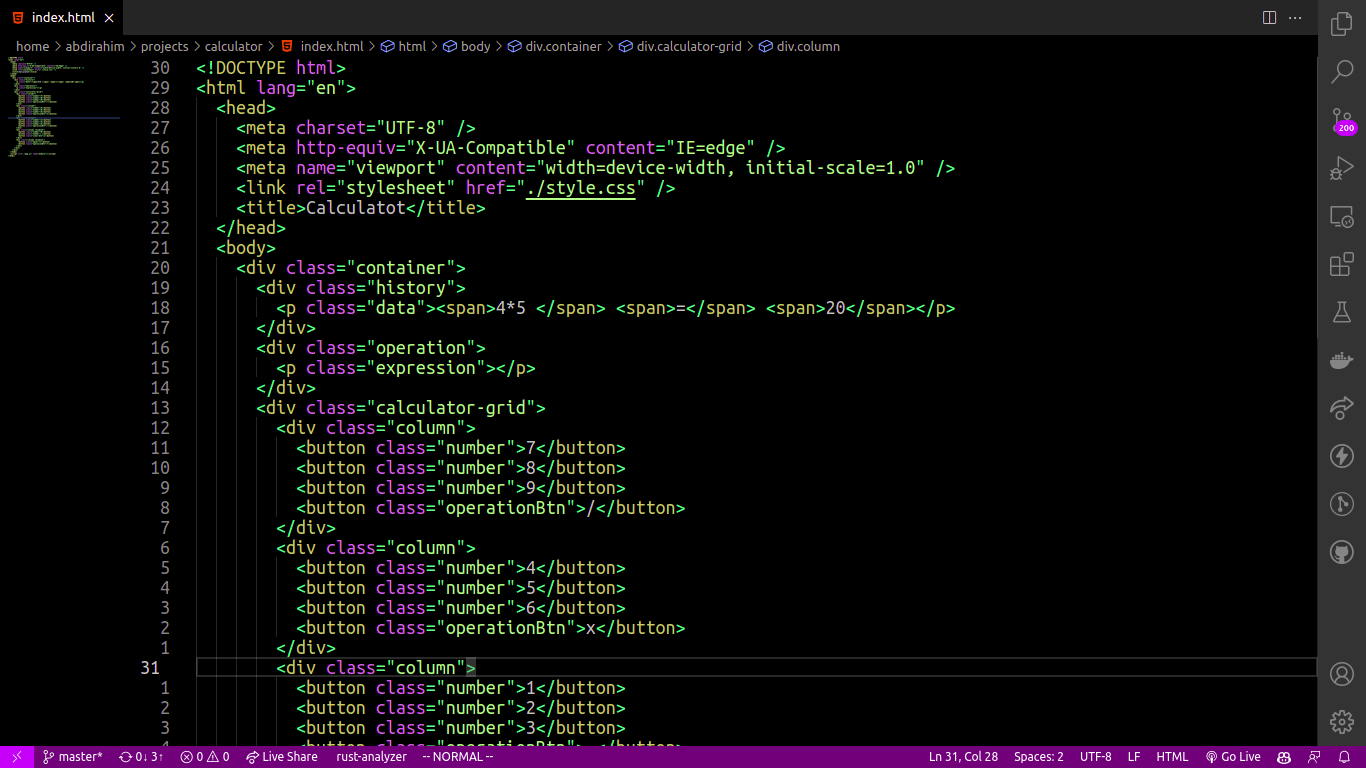 index.html
home > abdirahim > projects > calculator > index.html > html > body > div.container > div.calculator-grid > div.column
30 <!DOCTYPE html>
29 <html lang="en">
28 <head>
27 <meta charset="UTF-8" />
26 <meta http-equiv="X-UA-Compatible" content="IE=edge" />
25 <meta name="viewport" content="width=device-width, initial-scale=1.0" />
24 <link rel="stylesheet" href="./style.css" />
23 <title>Calculatot</title>
22 </head>
21 <body>
20 <div class="container">
19 <div class="history">
18 <p class="data"><span>4*5 </span> <span>=</span> <span>20</span></p>
17 </div>
16 <div class="operation">
15 <p class="expression"></p>
14 </div>
13 <div class="calculator-grid">
12 <div class="column">
11 <button class="number">7</button>
10 <button class="number">8</button>
9 <button class="number">9</button>
8 <button class="operationBtn">/</button>
7 </div>
6 <div class="column">
5 <button class="number">4</button>
4 <button class="number">5</button>
3 <button class="number">6</button>
2 <button class="operationBtn">x</button>
1 </div>
31 <div class="column">
1 <button class="number">1</button>
2 <button class="number">2</button>
3 <button class="number">3</button>
200
master* 0↓ 3↑ 0 0 Live Share rust-analyzer -- NORMAL -- Ln 31, Col 28 Spaces: 2 UTF-8 LF HTML Go Live